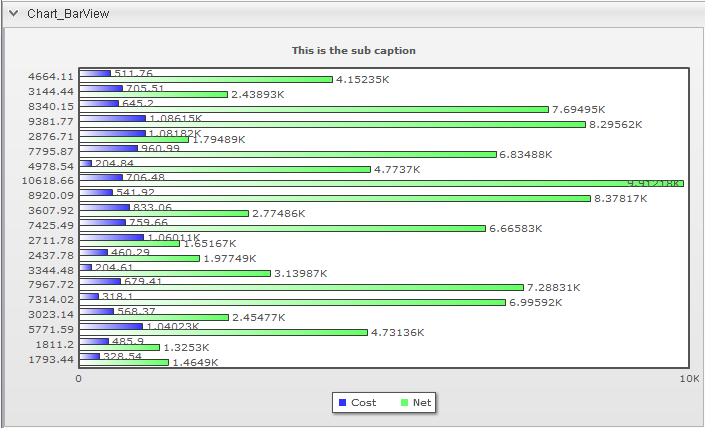 Chart_BarView
This is the sub caption
4664.11 511.76 4.15235K
3144.44 705.51 2.43893K
8340.15 645.2 7.69495K
9381.77 1.08615K 8.29562K
2876.71 1.08182K 1.79489K
7795.87 960.99 6.83488K
4978.54 204.84 4.7737K
10618.66 706.48 9.91218K
8920.09 541.92 8.37817K
3607.92 833.06 2.77486K
7425.49 759.66 6.66583K
2711.78 1.06011K 1.65167K
2437.78 460.29 1.97749K
3344.48 204.61 3.13987K
7967.72 679.41 7.28831K
7314.02 318.1 6.99592K
3023.14 568.37 2.45477K
5771.59 1.04023K 4.73136K
1811.2 485.9 1.3253K
1793.44 328.54 1.4649K
0 10K
Cost Net